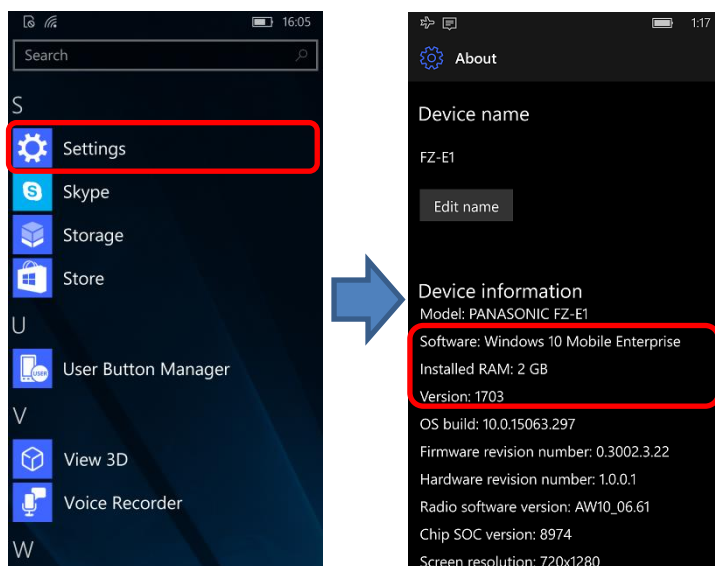 16:05
Search
S
Settings
Skype
Storage
Store
U
USER
User Button Manager
V
View 3D
Voice Recorder
W
1:17
About
Device name
FZ-E1
Edit name
Device information
Model: PANASONIC FZ-E1
Software: Windows 10 Mobile Enterprise
Installed RAM: 2 GB
Version: 1703
OS build: 10.0.15063.297
Firmware revision number: 0.3002.3.22
Hardware revision number: 1.0.0.1
Radio software version: AW10_06.61
Chip SOC version: 8974
Screen resolution: 720x1280